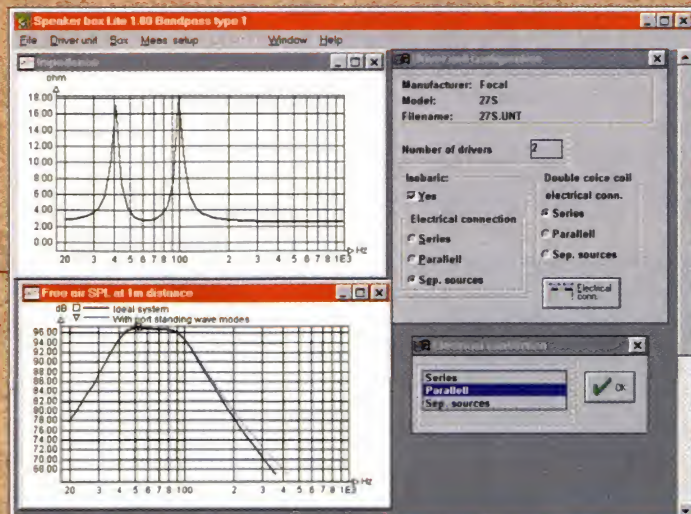 Speaker box Lite 1.80 Bandpass type 1
File Driver unit Box Meas setup Window Help
Impedance
ohm
18.00
16.00
14.00
12.00
10.00
8.00
6.00
4.00
2.00
0.00
20 3 4 5 6 7 8 100 2 3 4 5 6 7 8 1E3 Hz
Free air SPL at 1m distance
dB Ideal system
With port standing wave modes
96.00
94.00
92.00
90.00
88.00
86.00
84.00
82.00
80.00
78.00
76.00
74.00
72.00
70.00
68.00
20 3 4 5 6 7 8 100 2 3 4 5 6 7 8 1E3 Hz
Manufacturer: Focal
Model: 27S
Filename: 27S.UNT
Number of drivers 2
Isobaric:
Yes
Electrical connection
Series
Parallell
Sep. sources
Double coice coil
electrical conn.
Series
Parallell
Sep. sources
Electrical
conn.
Electrical connection
Series
Parallell
Sep. sources
OK